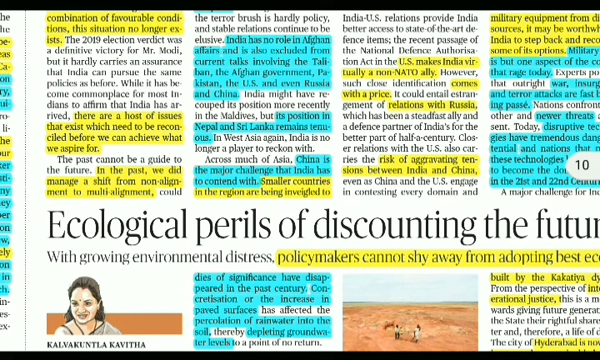 combination of favourable condi-
tions, this situation no longer ex-
ists. The 2019 election verdict was
a definitive victory for Mr. Modi,
but it hardly carries an assurance
that India can pursue the same
policies as before. While it has be-
come commonplace for most In-
dians to affirm that India has ar-
rived, there are a host of issues
that exist which need to be recon-
ciled before we can achieve what
we aspire for.
The past cannot be a guide to
the future. In the past, we did
manage a shift from non-align-
ment to multi-alignment, could
the terror brush is hardly policy,
and stable relations continue to be
elusive. India has no role in Afghan
affairs and is also excluded from
current talks involving the Tali-
ban, the Afghan government, Pa-
kistan, the U.S. and even Russia
and China. India might have re-
couped its position more recently
in the Maldives, but its position in
Nepal and Sri Lanka remains tenu-
ous. In West Asia again, India is no
longer a player to reckon with.
Across much of Asia, China is
the major challenge that India has
to contend with. Smaller countries
in the region are being inveigled to
India-U.S. relations provide India
better access to state-of-the-art de-
fence items; the recent passage of
the National Defence Authorisa-
tion Act in the U.S. makes India vir-
tually a non-NATO ally. However,
such close identification comes
with a price. It could entail estran-
gement of relations with Russia,
which has been a steadfast ally and
a defence partner of India's for the
better part of half-century. Clos-
er relations with the U.S. also car-
ries the risk of aggravating ten-
sions between India and China,
even as China and the U.S. engage
in contesting every domain and
military equipment from di
sources, it may be worthwl
India to step back and reco
some of its options. Military
is but one aspect of the co
that rage today. Experts po
that outright war, insurg
and terror attacks are fast b
ing passé. Nations confront
other and newer threats a
sent. Today, disruptive tec
gies have tremendous dang
tential and nations that
these technologies
to become the do
in the 21st and 22nd Centuri
A major challenge for Ind
10
Ecological perils of discounting the futur
With growing environmental distress, policymakers cannot shy away from adopting best eco
KALVAKUNTLA KAVITHA
dies of significance have disap-
peared in the past century. Con-
cretisation or the increase in
paved surfaces has affected the
percolation of rainwater into the
soil, thereby depleting groundwa-
ter levels to a point of no return.
built by the Kakatiya dy
From the perspective of inte
erational justice, this is a m
wards giving future generati
the State their rightful share
ter and, therefore, a life of d
The city of Hyderabad is now